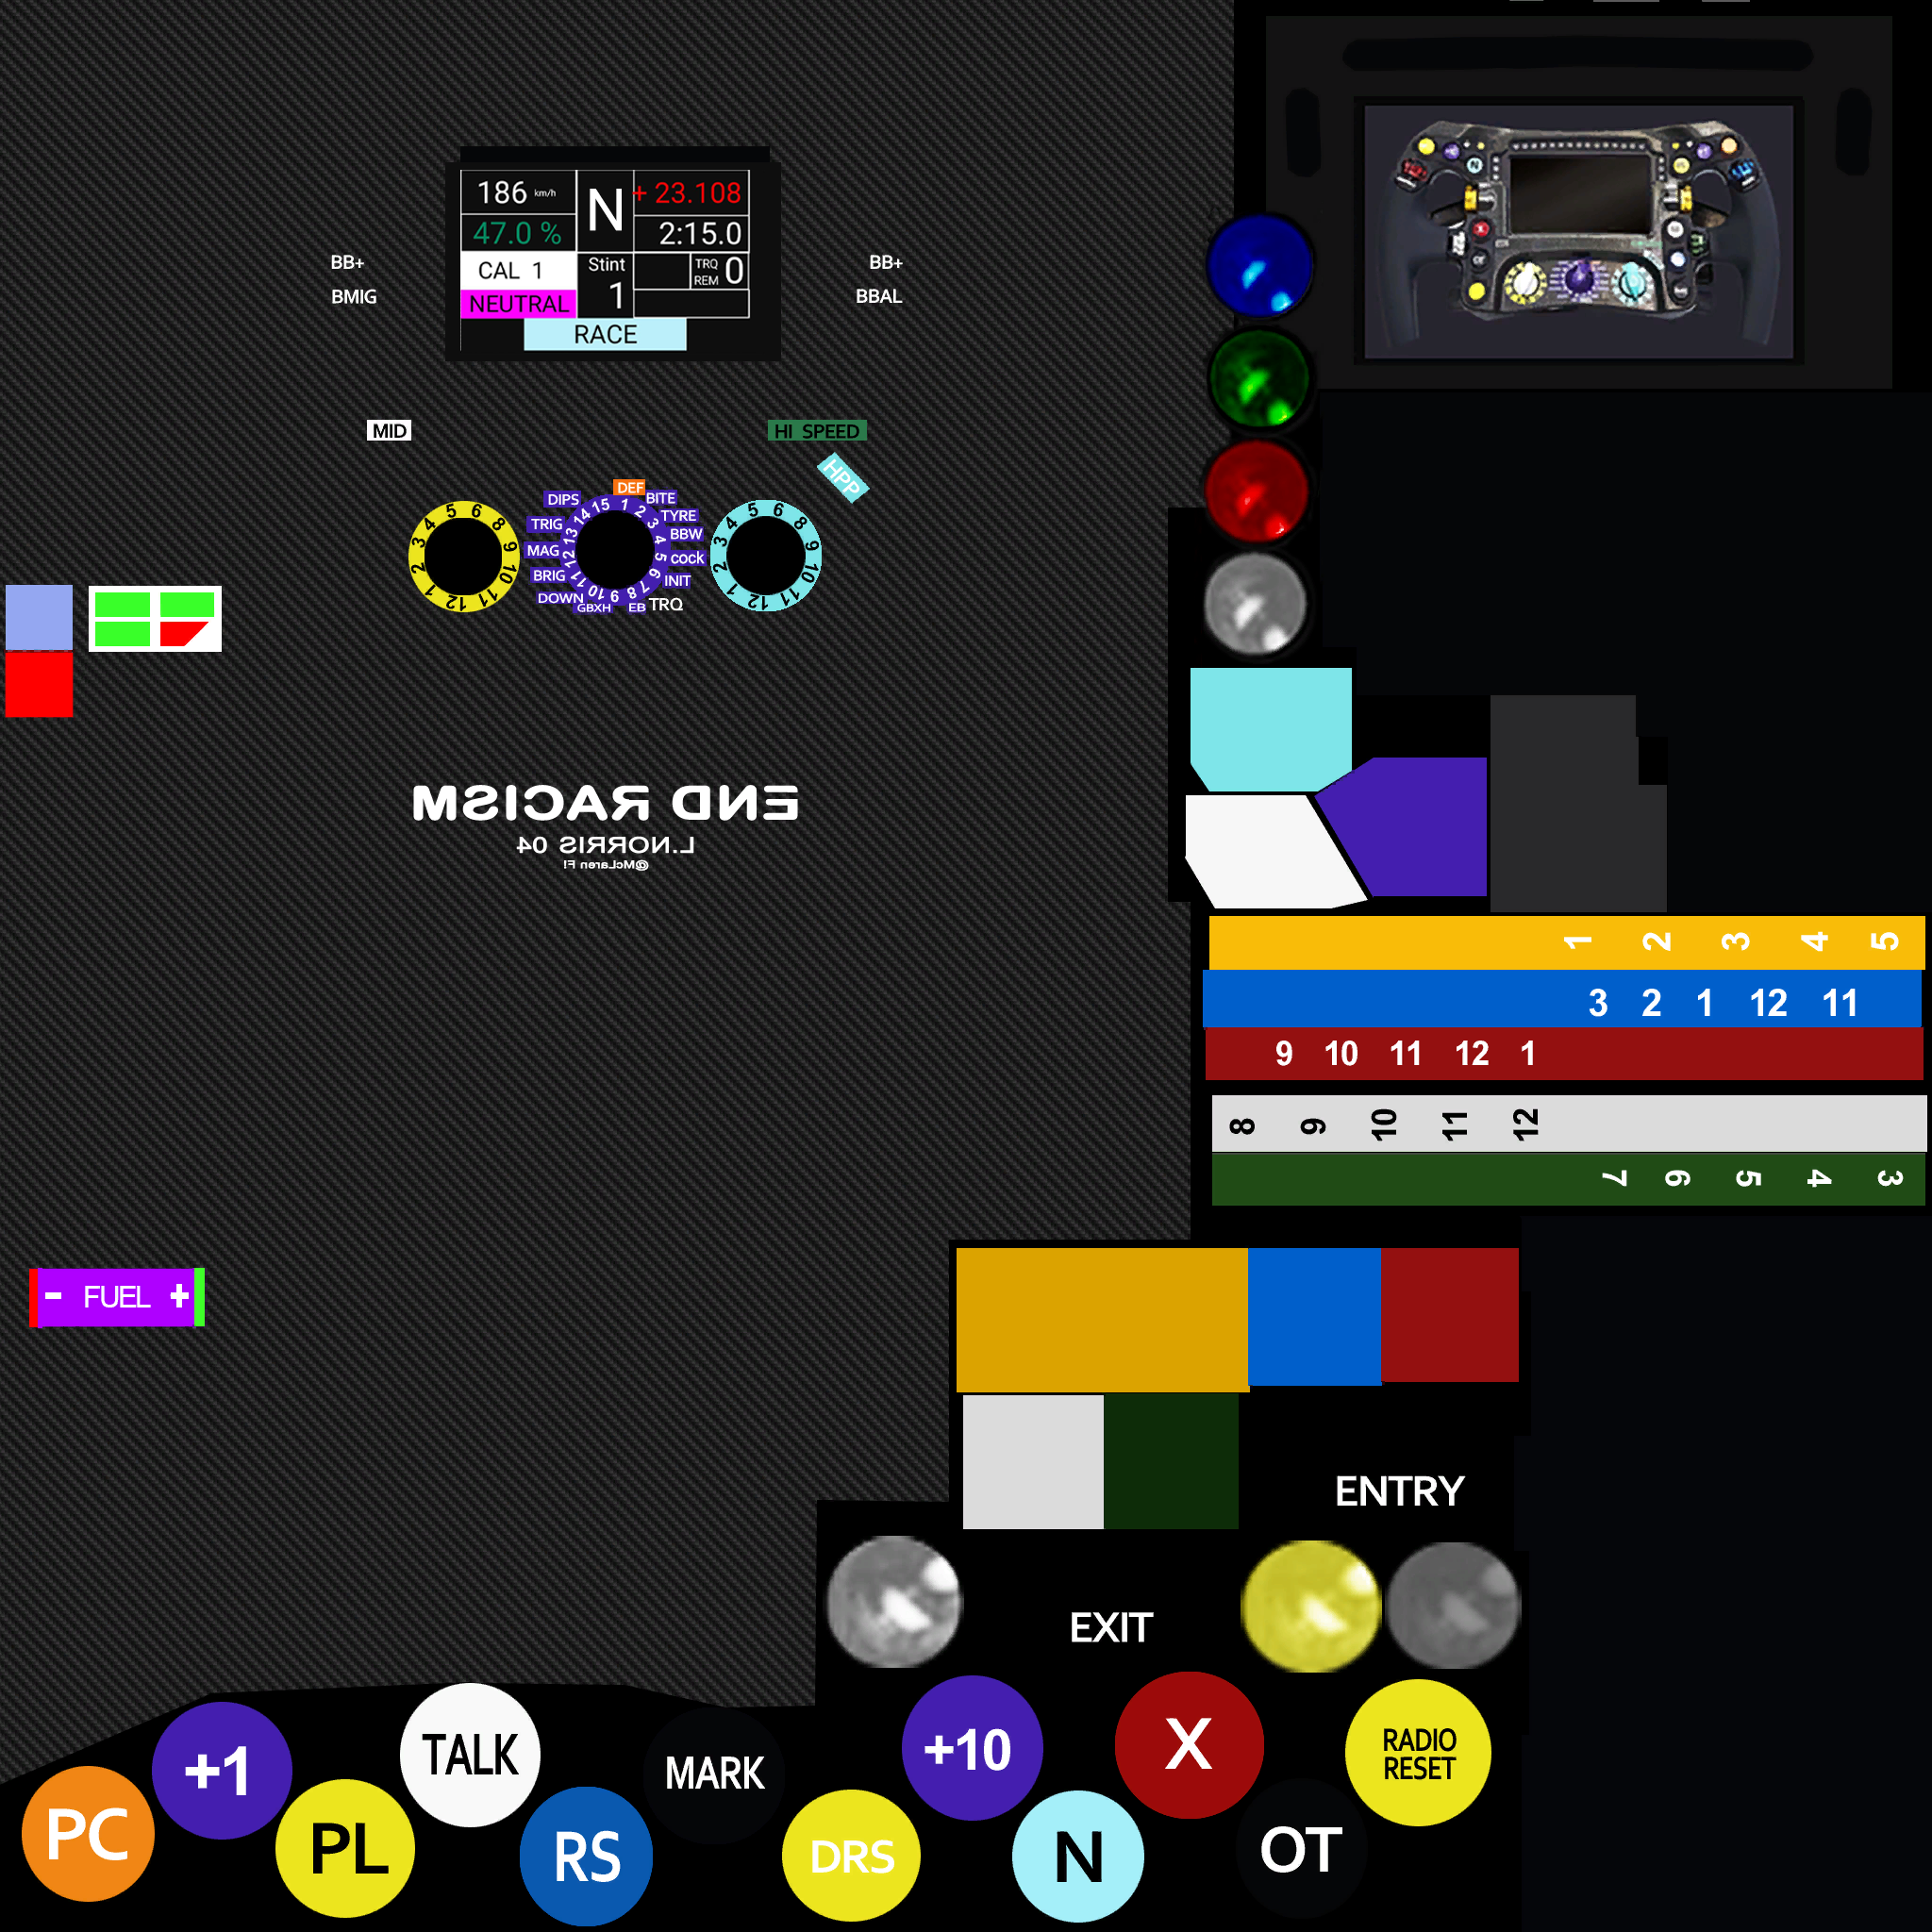 186 km/h
N
+ 23.108
47.0 %
2:15.0
CAL 1
Stint
TRQ
REM 0
NEUTRAL
1
RACE
BB+
BMIG
BB+
BBAL
MID
HI SPEED
HPP
1 2 3 4 5 6 8 9 10 11 12
DEF
DIPS
BITE
TRIG
TYRE
MAG
BBW
BRIG
cock
DOWN
INIT
GBXH
EB
TRQ
1 2 3 4 5 6 7 8 9 10 11 12 13 14 15
1 2 3 4 5 6 8 9 10 11 12
END RACISM
L.NORRIS 04
@McLaren F!
1 2 3 4 5
3 2 1 12 11
9 10 11 12 1
8 9 10 11 12
7 6 5 4 3
- FUEL +
ENTRY
EXIT
PC
+1
PL
TALK
RS
MARK
DRS
+10
N
X
OT
RADIO
RESET